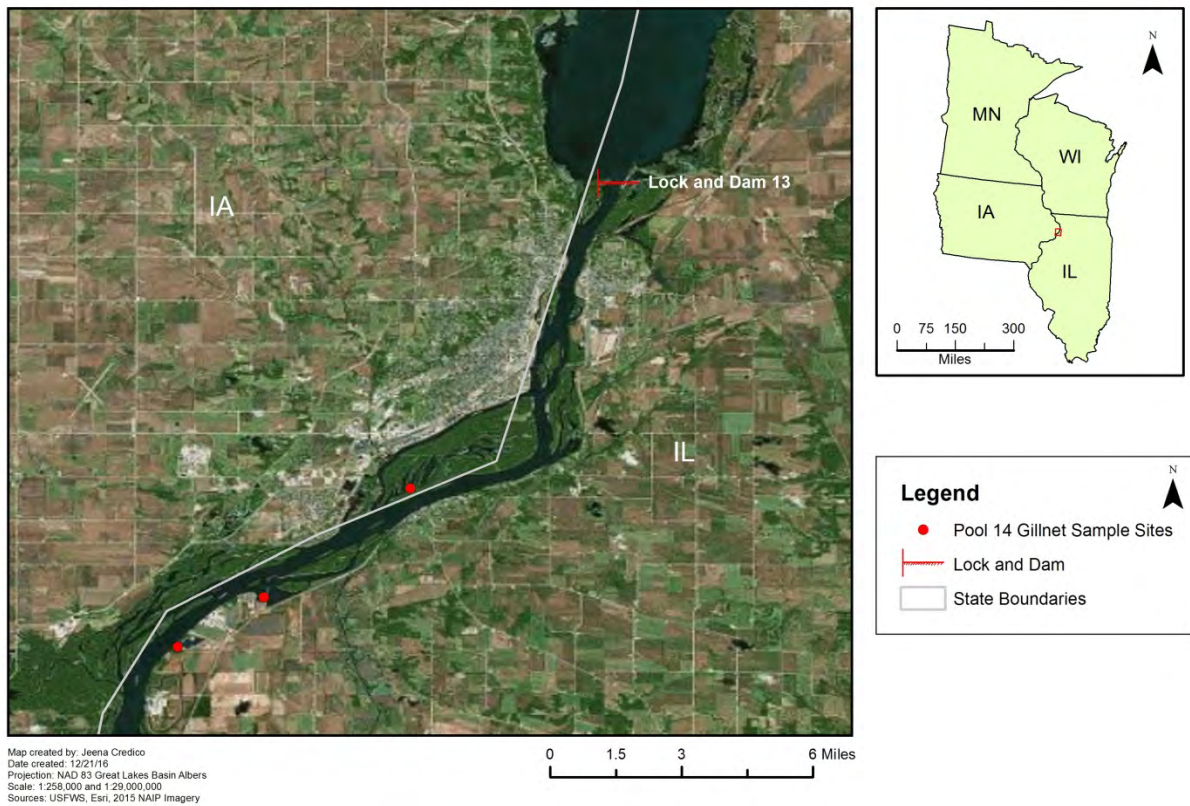 IA
Lock and Dam 13
IL
N
MN
WI
IA
IL
0 75 150 300
Miles
N
Legend
Pool 14 Gillnet Sample Sites
Lock and Dam
State Boundaries
Map created by: Jeena Credico
Date created: 12/21/16
Projection: NAD 83 Great Lakes Basin Albers
Scale: 1:258,000 and 1:29,000,000
Sources: USFWS, Esri, 2015 NAIP Imagery
0 1.5 3 6 Miles